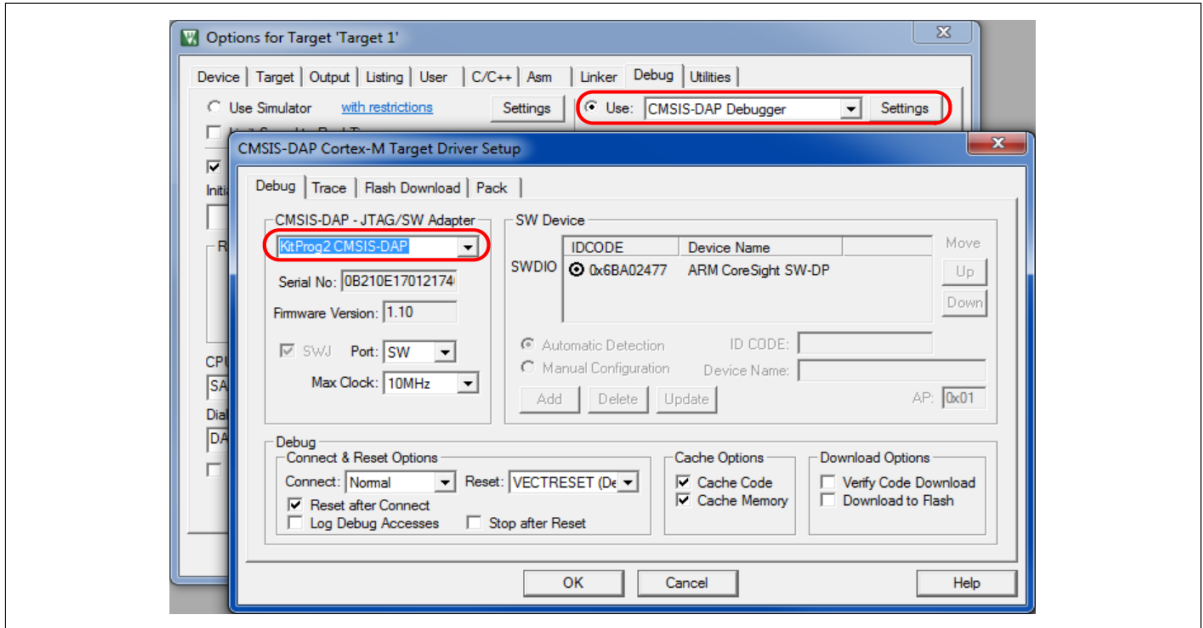 Options for Target 'Target 1'
Device Target Output Listing User C/C++ Asm Linker Debug Utilities
Use Simulator with restrictions Settings Use: CMSIS-DAP Debugger Settings
CMSIS-DAP Cortex-M Target Driver Setup
Debug Trace Flash Download Pack
CMSIS-DAP - JTAG/SW Adapter
KitProg2 CMSIS-DAP
Serial No: 0B210E17012174
Firmware Version: 1.10
SWJ Port: SW
Max Clock: 10MHz
SW Device
IDCODE Device Name
SWDIO 0x6BA02477 ARM CoreSight SW-DP
Move
Up
Down
Automatic Detection ID CODE:
Manual Configuration Device Name:
Add Delete Update AP: 0x01
Debug
Connect & Reset Options
Connect: Normal Reset: VECTRESET (De
Reset after Connect
Log Debug Accesses Stop after Reset
Cache Options
Cache Code
Cache Memory
Download Options
Verify Code Download
Download to Flash
OK Cancel Help
Initi
R
CPU
SA
Dial
DA